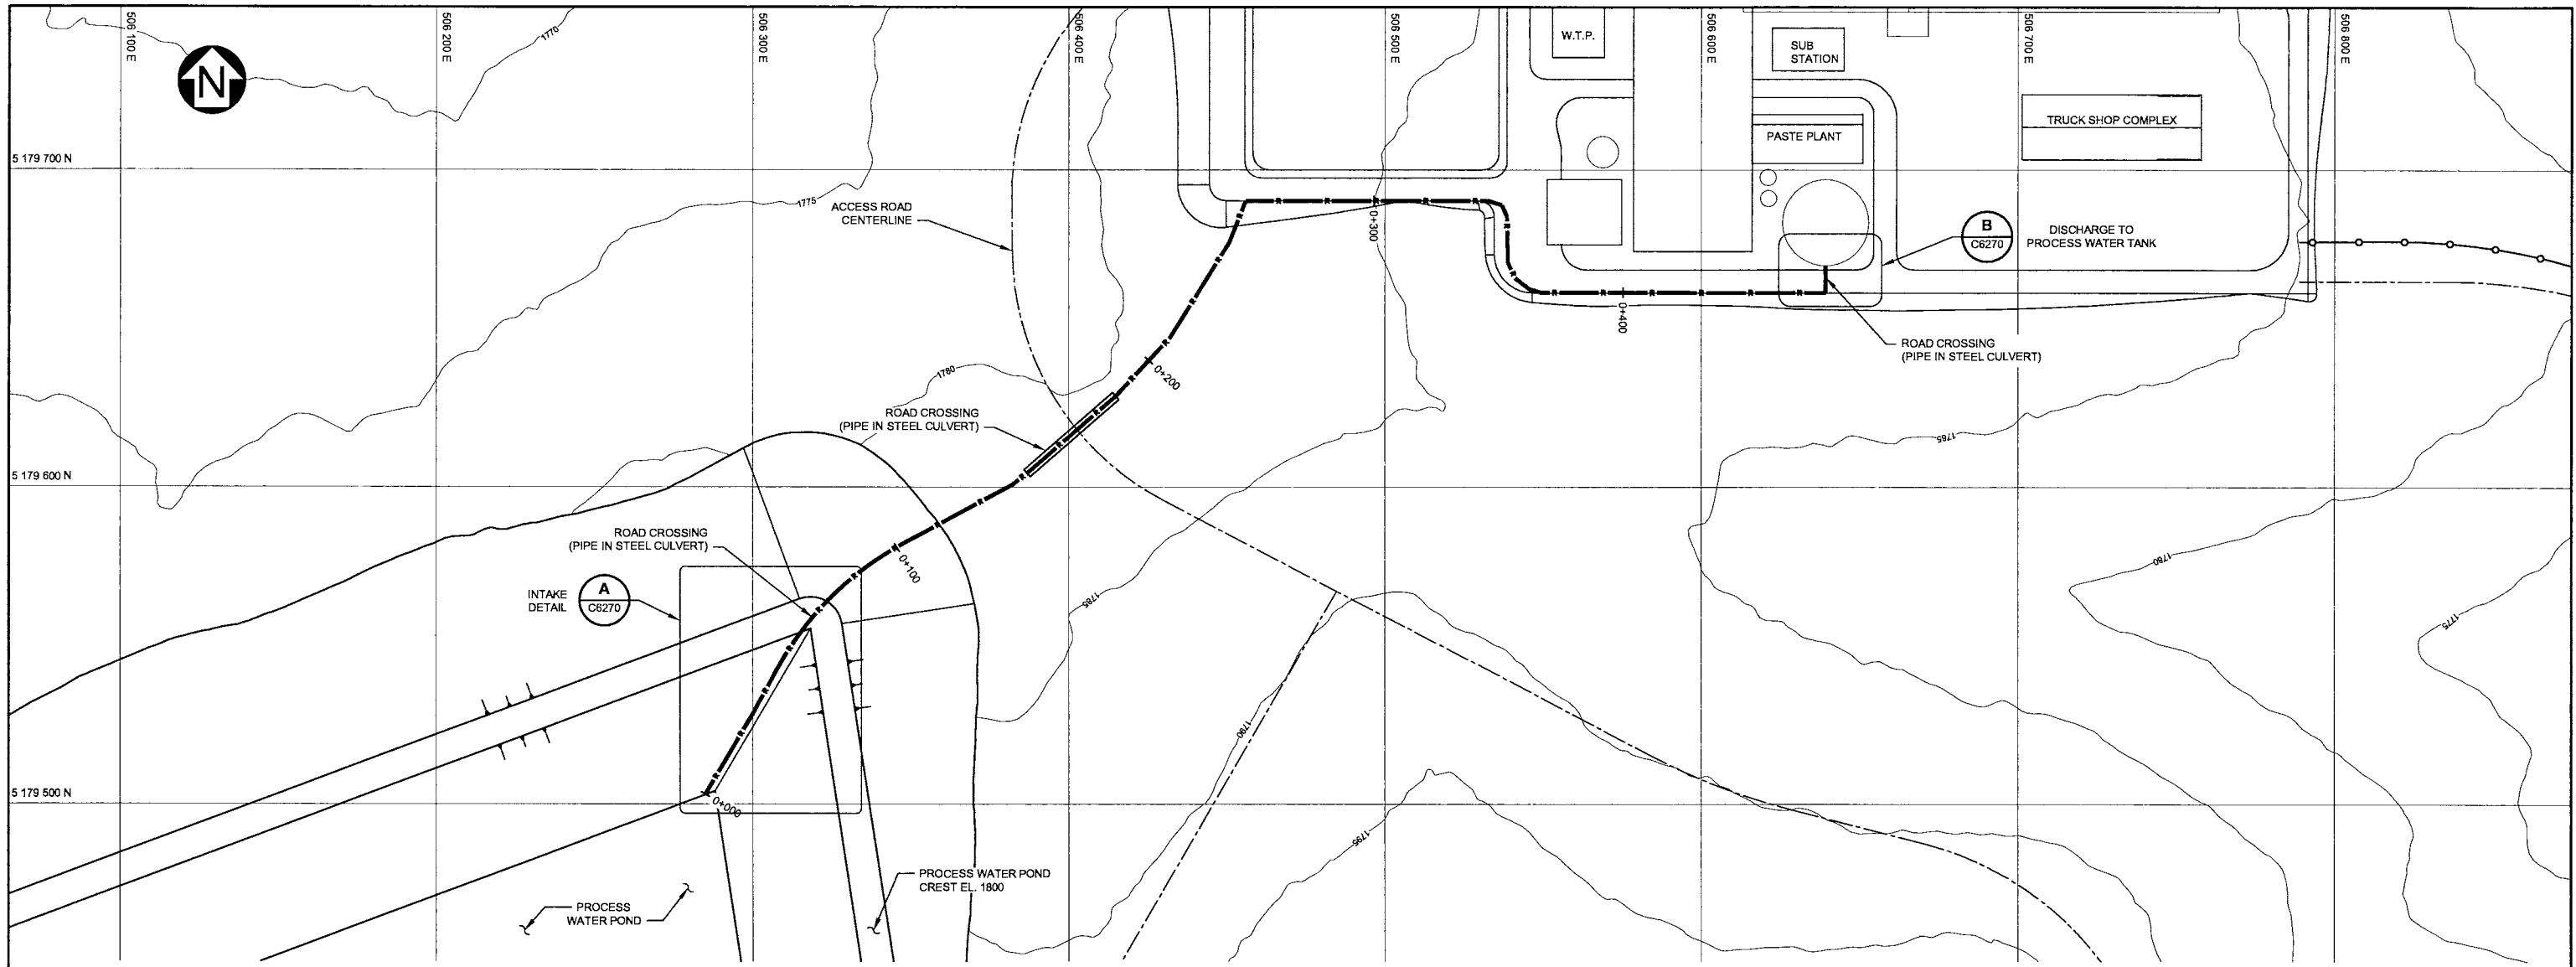 506 100 E
506 200 E
506 300 E
506 400 E
506 500 E
506 600 E
506 700 E
506 800 E
N
1770
W.T.P.
SUB
STATION
TRUCK SHOP COMPLEX
PASTE PLANT
5 179 700 N
1775
ACCESS ROAD
CENTERLINE
0+300
B
C6270
DISCHARGE TO
PROCESS WATER TANK
0+400
ROAD CROSSING
(PIPE IN STEEL CULVERT)
0+200
1780
ROAD CROSSING
(PIPE IN STEEL CULVERT)
1785
5 179 600 N
ROAD CROSSING
(PIPE IN STEEL CULVERT)
0+100
1780
INTAKE
DETAIL
A
C6270
1785
1775
1790
5 179 500 N
0+000
1795
PROCESS WATER POND
CREST EL. 1800
PROCESS
WATER POND